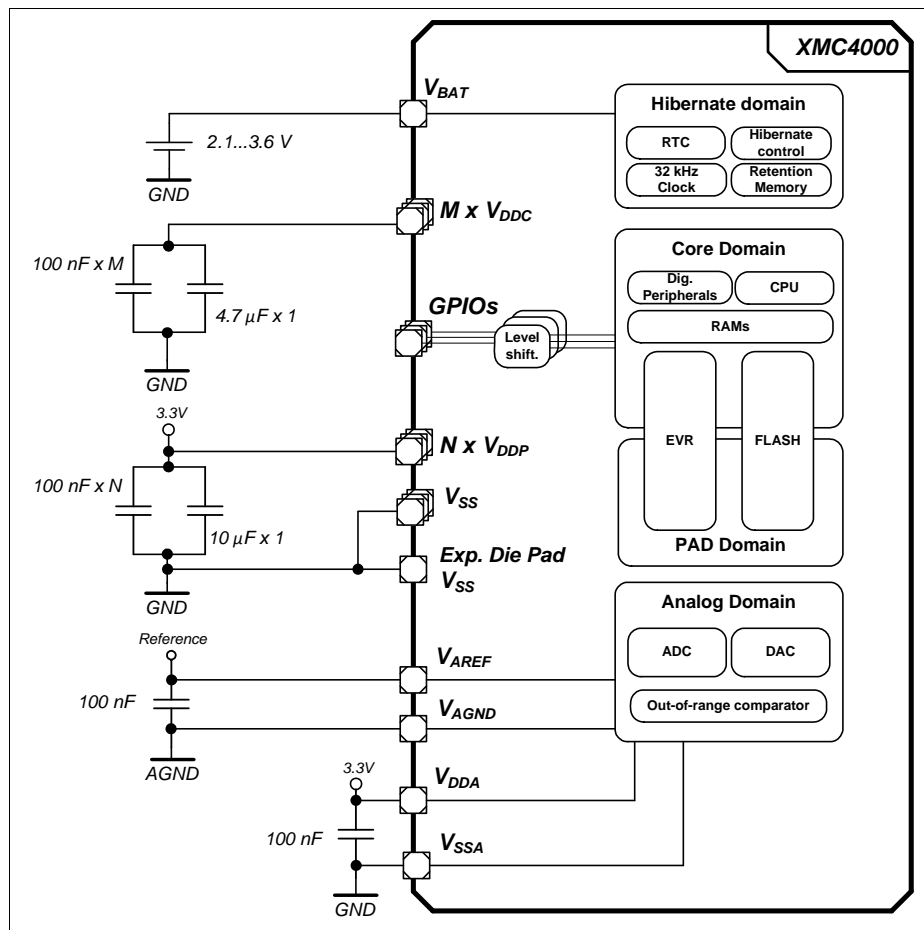 XMC4000
VBAT
2.1...3.6 V
GND
Hibernate domain
RTC
Hibernate
control
32 kHz
Clock
Retention
Memory
M x VDDC
100 nF x M
4.7 µF x 1
GND
GPIOs
Level
shift.
Core Domain
Dig.
Peripherals
CPU
RAMs
EVR
FLASH
PAD Domain
3.3V
N x VDDP
100 nF x N
10 µF x 1
VSS
Exp. Die Pad
VSS
GND
Analog Domain
ADC
DAC
Out-of-range comparator
Reference
VAREF
100 nF
VAGND
AGND
3.3V
VDDA
100 nF
VSSA
GND